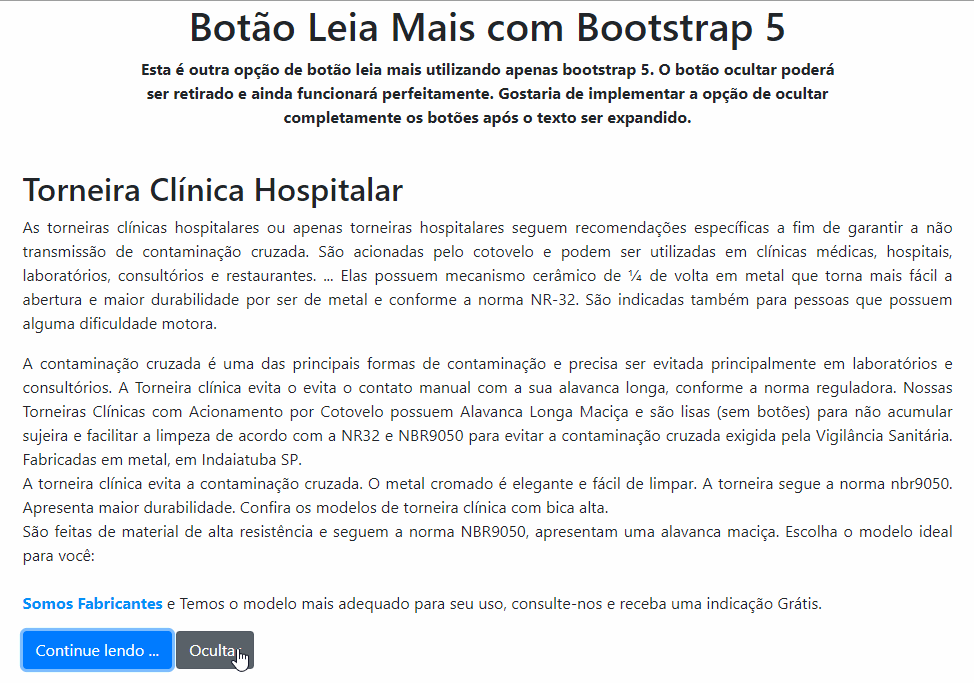 Botão Leia Mais com Bootstrap 5
Esta é outra opção de botão leia mais utilizando apenas bootstrap 5. O botão ocultar poderá
ser retirado e ainda funcionará perfeitamente. Gostaria de implementar a opção de ocultar
completamente os botões após o texto ser expandido.
Torneira Clínica Hospitalar
As torneiras clínicas hospitalares ou apenas torneiras hospitalares seguem recomendações específicas a fim de garantir a não
transmissão de contaminação cruzada. São acionadas pelo cotovelo e podem ser utilizadas em clínicas médicas, hospitais,
laboratórios, consultórios e restaurantes. ... Elas possuem mecanismo cerâmico de ¼ de volta em metal que torna mais fácil a
abertura e maior durabilidade por ser de metal e conforme a norma NR-32. São indicadas também para pessoas que possuem
alguma dificuldade motora.
A contaminação cruzada é uma das principais formas de contaminação e precisa ser evitada principalmente em laboratórios e
consultórios. A Torneira clínica evita o evita o contato manual com a sua alavanca longa, conforme a norma reguladora. Nossas
Torneiras Clínicas com Acionamento por Cotovelo possuem Alavanca Longa Maciça e são lisas (sem botões) para não acumular
sujeira e facilitar a limpeza de acordo com a NR32 e NBR9050 para evitar a contaminação cruzada exigida pela Vigilância Sanitária.
Fabricadas em metal, em Indaiatuba SP.
A torneira clínica evita a contaminação cruzada. O metal cromado é elegante e fácil de limpar. A torneira segue a norma nbr9050.
Apresenta maior durabilidade. Confira os modelos de torneira clínica com bica alta.
São feitas de material de alta resistência e seguem a norma NBR9050, apresentam uma alavanca maciça. Escolha o modelo ideal
para você:
Somos Fabricantes e Temos o modelo mais adequado para seu uso, consulte-nos e receba uma indicação Grátis.
Continue lendo ... Ocultar